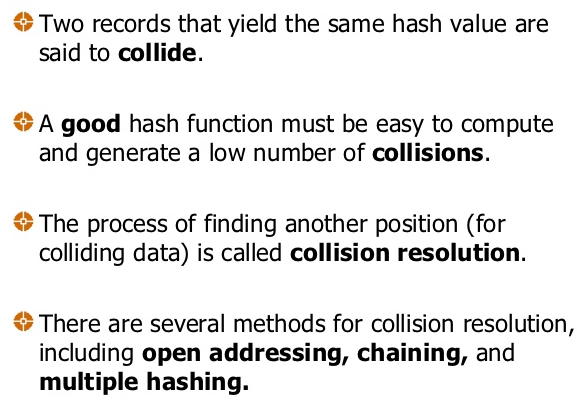 Two records that yield the same hash value are
said to collide.
A good hash function must be easy to compute
and generate a low number of collisions.
The process of finding another position (for
colliding data) is called collision resolution.
There are several methods for collision resolution,
including open addressing, chaining, and
multiple hashing.